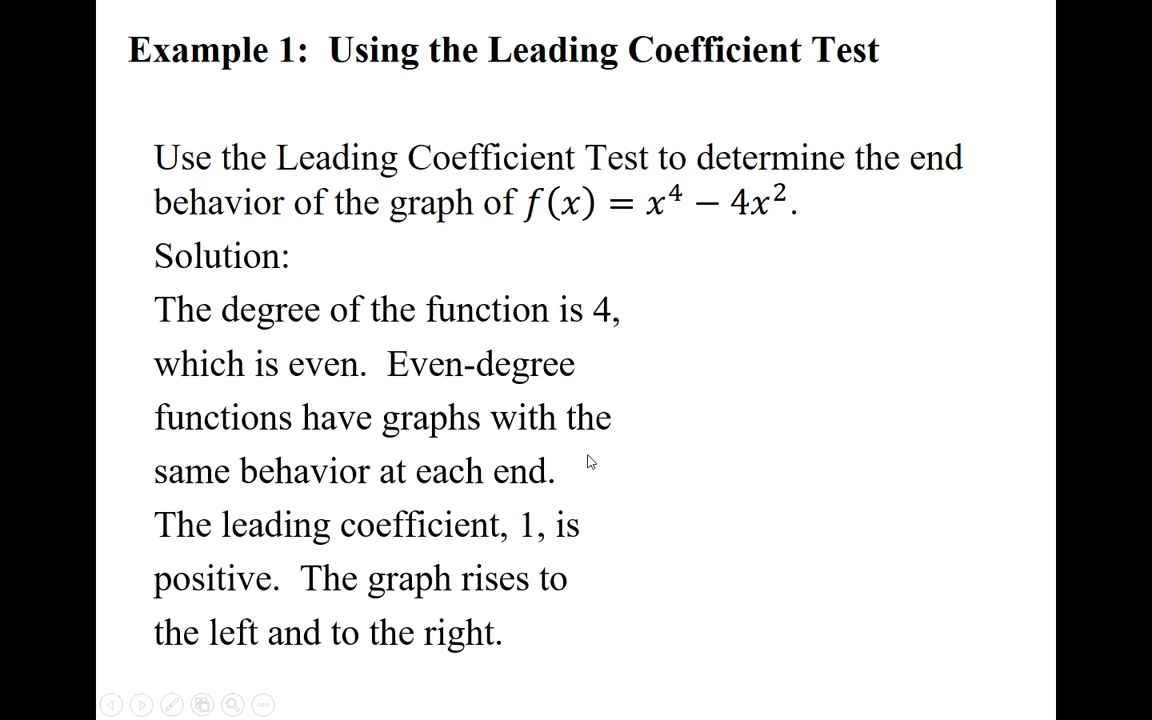 Example 1:  Using the Leading Coefficient Test
Use the Leading Coefficient Test to determine the end
behavior of the graph of 𝑓(𝑥) = 𝑥⁴ − 4𝑥².
Solution:
The degree of the function is 4,
which is even.  Even-degree
functions have graphs with the
same behavior at each end.
The leading coefficient, 1, is
positive.  The graph rises to
the left and to the right.